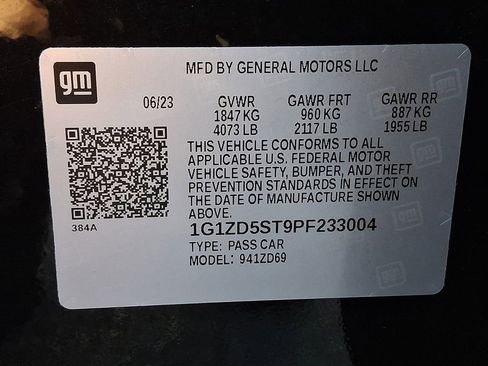 gm
MFD BY GENERAL MOTORS LLC
06/23 GVWR GAWR FRT GAWR RR
1847 KG 960 KG 887 KG
4073 LB 2117 LB 1955 LB
THIS VEHICLE CONFORMS TO ALL
APPLICABLE U.S. FEDERAL MOTOR
VEHICLE SAFETY, BUMPER, AND THEFT
PREVENTION STANDARDS IN EFFECT ON
THE DATE OF MANUFACTURE SHOWN
ABOVE.
384A
1G1ZD5ST9PF233004
TYPE: PASS CAR
MODEL: 941ZD69